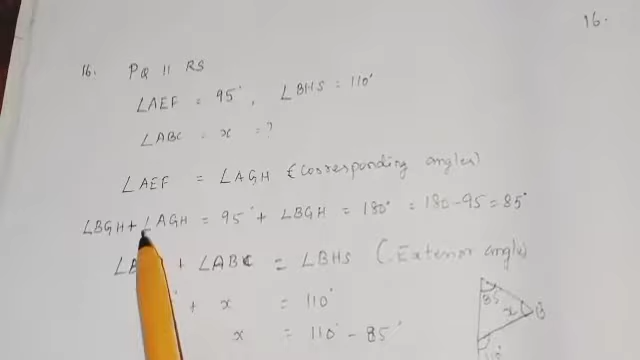 16.
16. PQ || RS
∠AEF = 95°, ∠BHS = 110°
∠ABC = x = ?
∠AEF = ∠AGH (Corresponding angles)
∠BGH + ∠AGH = 95° + ∠BGH = 180° = 180 - 95 = 85°
+ ∠ABC = ∠BHS (Exterior angle)
+ x = 110°
x = 110° - 85°
85
x
B